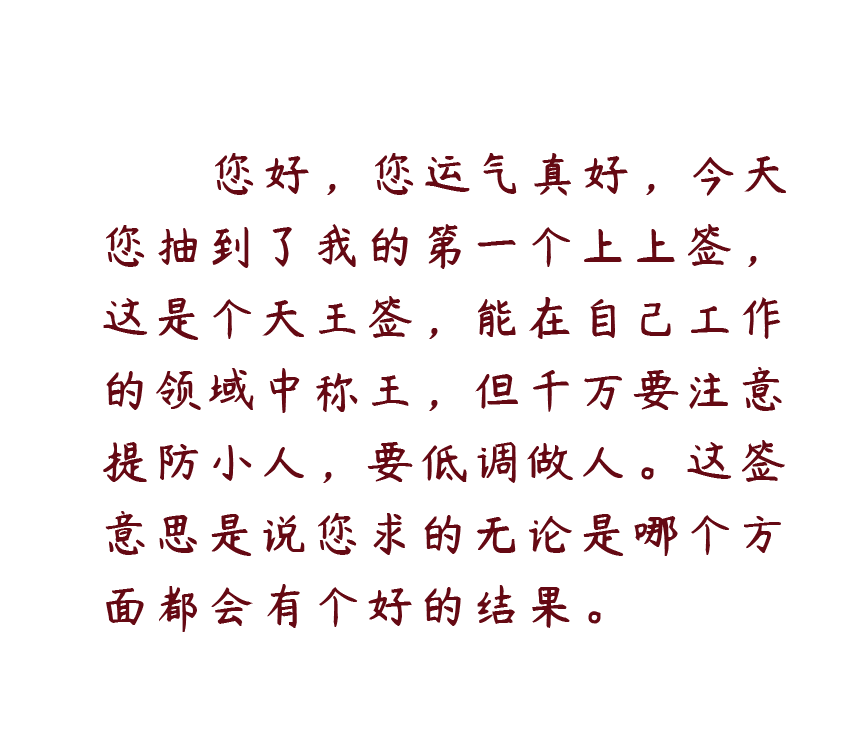 您好，您运气真好，今天
您抽到了我的第一个上上签，
这是个天王签，能在自己工作
的领域中称王，但千万要注意
提防小人，要低调做人。这签
意思是说您求的无论是哪个方
面都会有个好的结果。